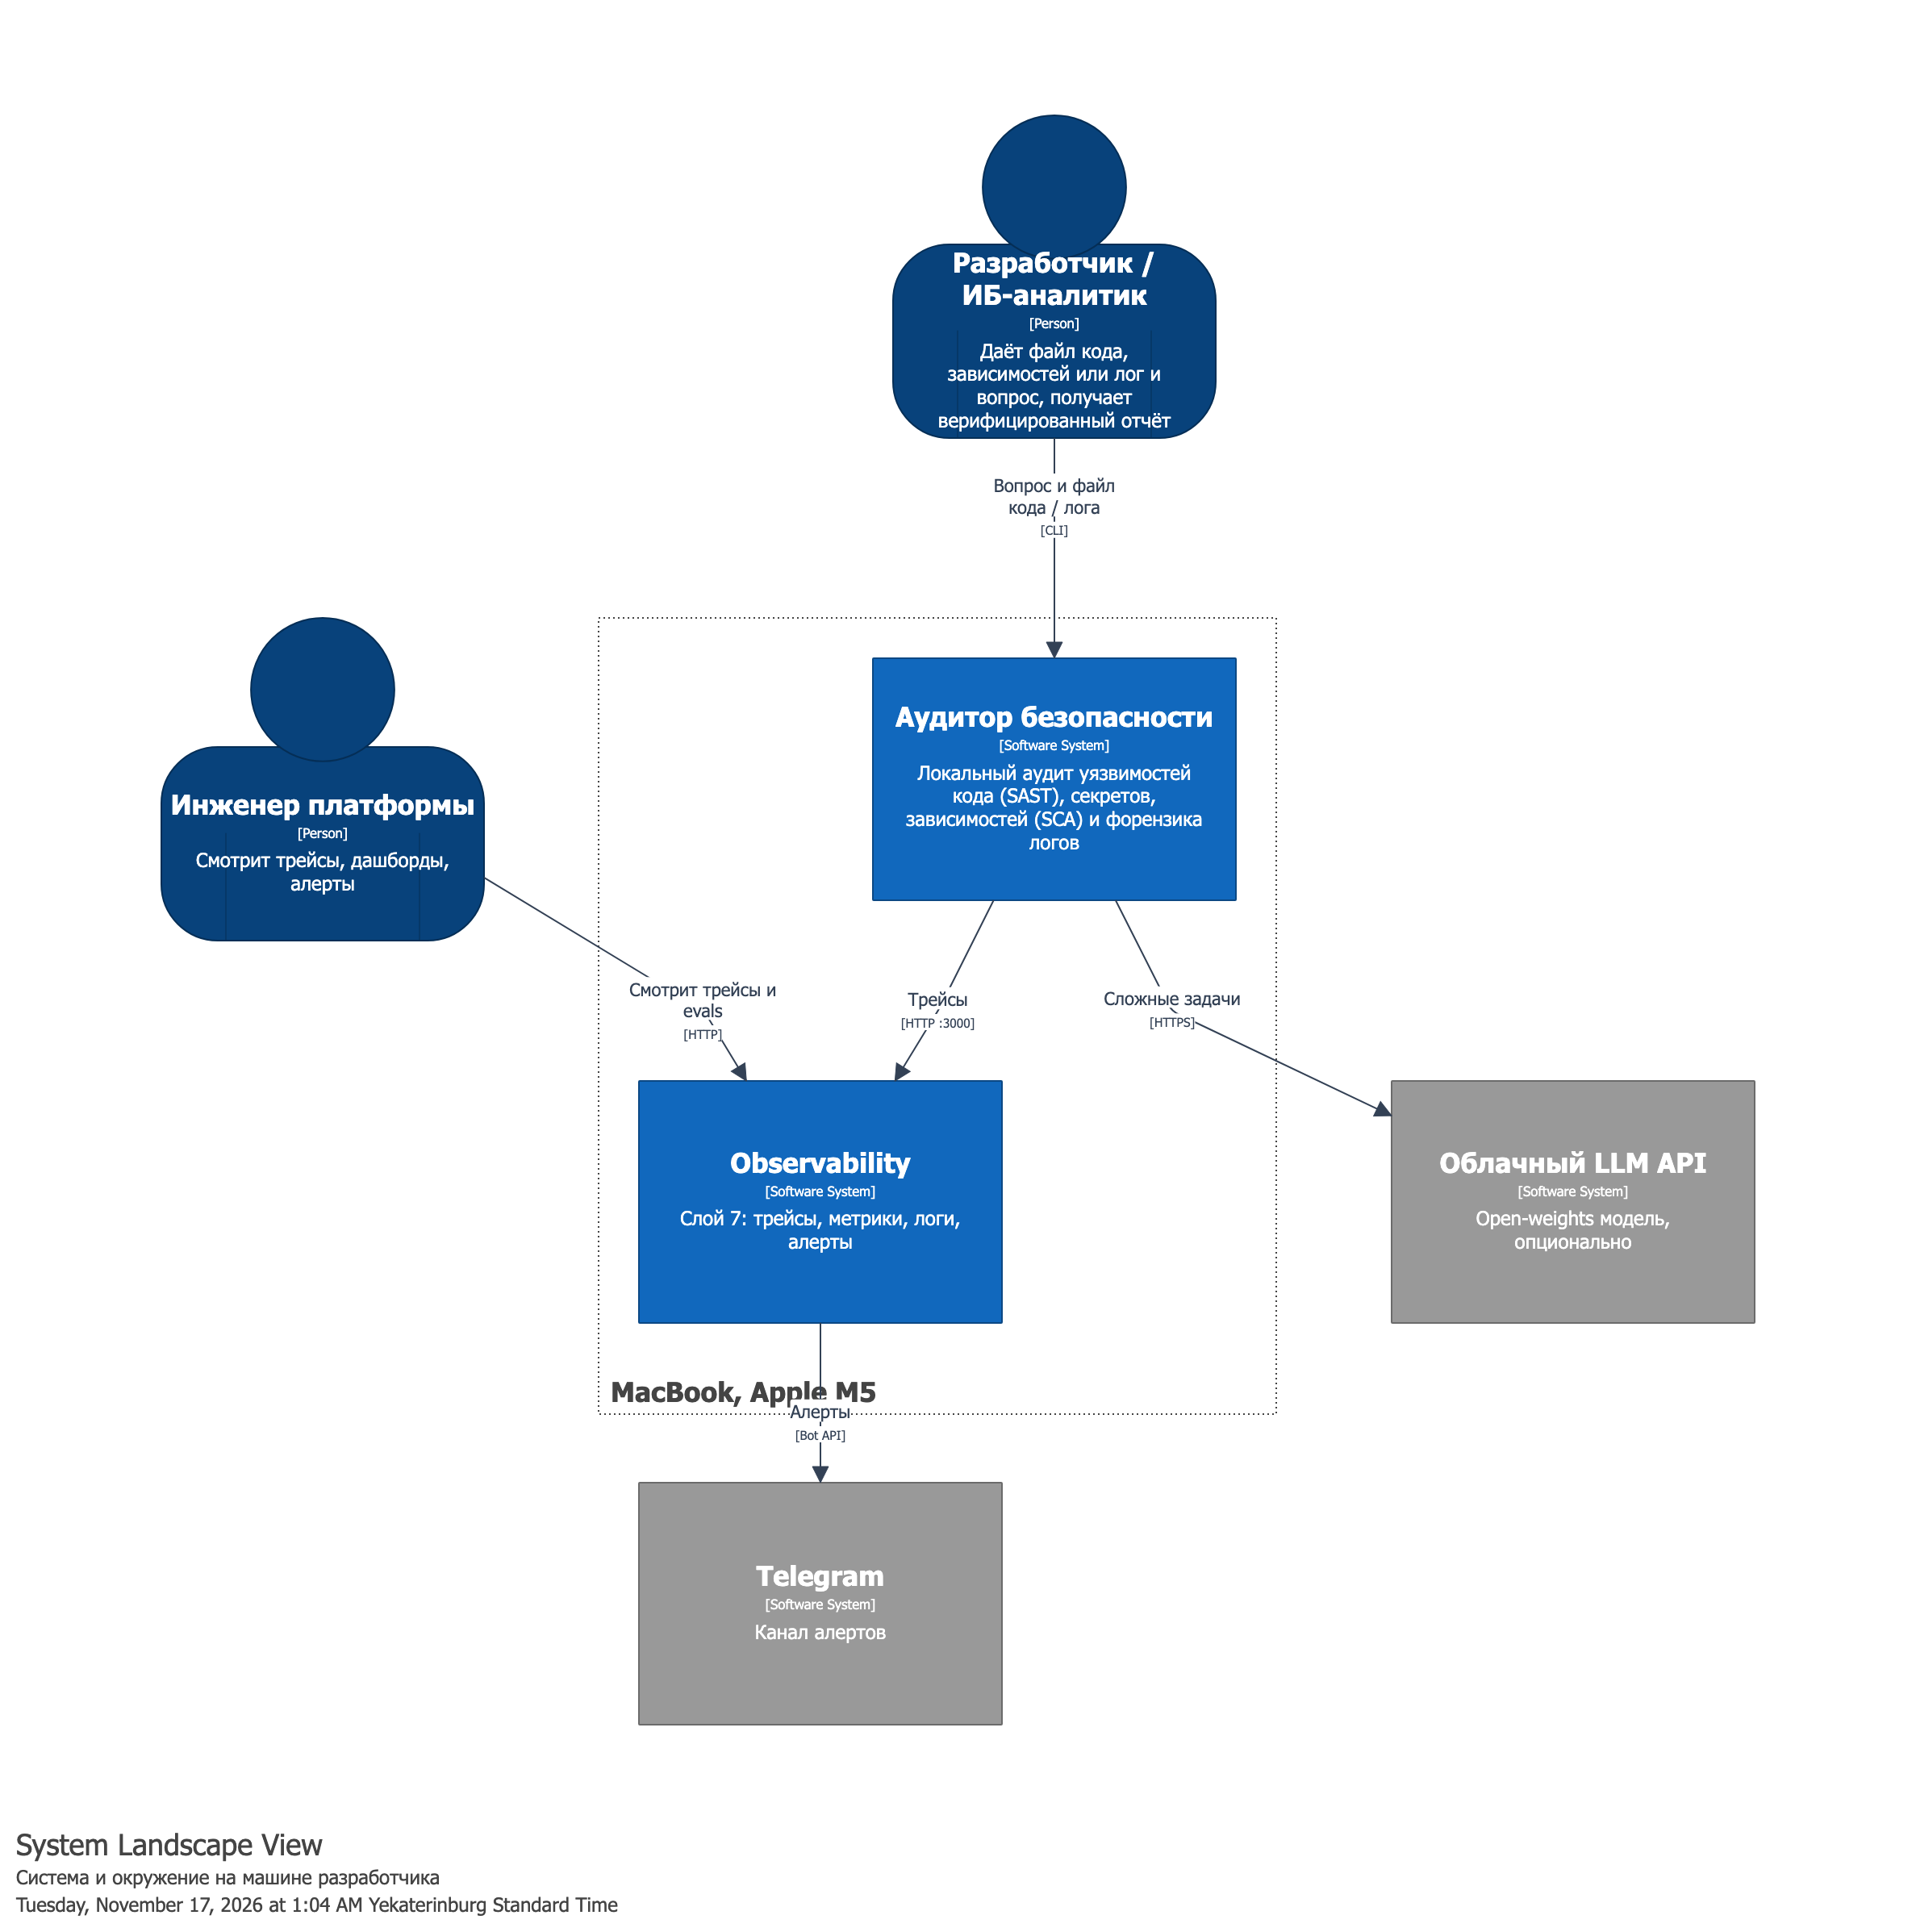 Разработчик /
ИБ-аналитик
[Person]
Даёт файл кода,
зависимостей или лог и
вопрос, получает
верифицированный отчёт
Вопрос и файл
кода / лога
[CLI]
Инженер платформы
[Person]
Смотрит трейсы, дашборды,
алерты
Аудитор безопасности
[Software System]
Локальный аудит уязвимостей
кода (SAST), секретов,
зависимостей (SCA) и форензика
логов
Смотрит трейсы и
evals
[HTTP]
Трейсы
[HTTP :3000]
Сложные задачи
[HTTPS]
Observability
[Software System]
Слой 7: трейсы, метрики, логи,
алерты
Облачный LLM API
[Software System]
Open-weights модель,
опционально
MacBook, Apple M5
Алерты
[Bot API]
Telegram
[Software System]
Канал алертов
System Landscape View
Система и окружение на машине разработчика
Tuesday, November 17, 2026 at 1:04 AM Yekaterinburg Standard Time